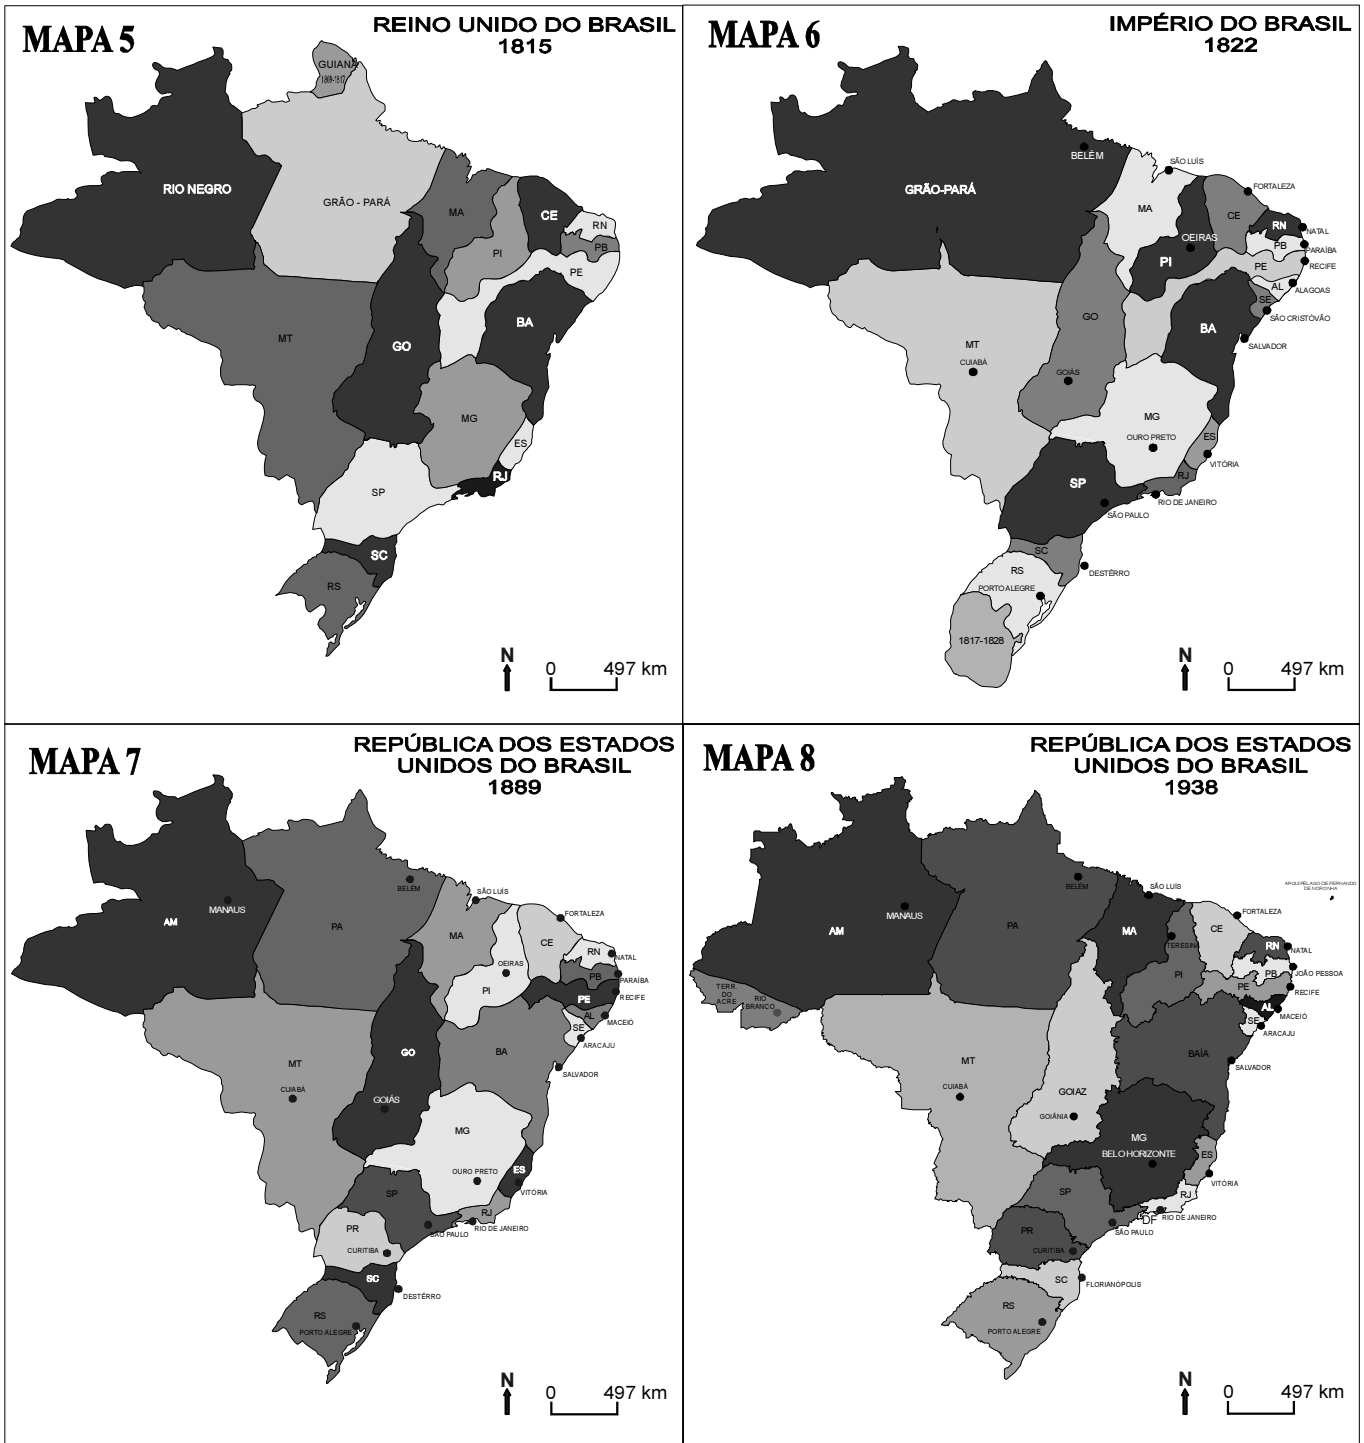 MAPA 5
REINO UNIDO DO BRASIL
1815
GUIANA
1809-1817
RIO NEGRO
GRÃO - PARÁ
MA
CE
RN
PB
PI
PE
BA
MT
GO
MG
ES
RJ
SP
SC
RS
N
0 497 km
MAPA 6
IMPÉRIO DO BRASIL
1822
BELÉM
SÃO LUÍS
GRÃO-PARÁ
FORTALEZA
MA
CE
RN
NATAL
OEIRAS
PB
PARAÍBA
PI
PE
RECIFE
AL
ALAGOAS
SE
SÃO CRISTÓVÃO
GO
BA
SALVADOR
MT
CUIABÁ
GOIÁS
MG
OURO PRETO
ES
VITÓRIA
SP
RJ
RIO DE JANEIRO
SÃO PAULO
SC
RS
DESTÊRRO
PORTO ALEGRE
1817-1828
N
0 497 km
MAPA 7
REPÚBLICA DOS ESTADOS
UNIDOS DO BRASIL
1889
BELÉM
SÃO LUÍS
MANAUS
FORTALEZA
AM
PA
MA
CE
RN
NATAL
OEIRAS
PB
PARAÍBA
PI
PE
RECIFE
AL
MACEIÓ
SE
ARACAJU
GO
BA
MT
SALVADOR
CUIABÁ
GOIÁS
MG
OURO PRETO
ES
VITÓRIA
SP
RJ
RIO DE JANEIRO
PR
SÃO PAULO
CURITIBA
SC
DESTÊRRO
RS
PORTO ALEGRE
N
0 497 km
MAPA 8
REPÚBLICA DOS ESTADOS
UNIDOS DO BRASIL
1938
BELÉM
SÃO LUÍS
ARQUIPÉLAGO DE FERNANDO
DE NORONHA
MANAUS
FORTALEZA
AM
PA
MA
CE
TERESINA
RN
NATAL
PI
PB
JOÃO PESSOA
TERR.
DO
ACRE
RIO
BRANCO
PE
RECIFE
AL
MACEIÓ
SE
ARACAJU
BAÍA
MT
SALVADOR
CUIABÁ
GOIAZ
GOIÂNIA
MG
BELO HORIZONTE
ES
VITÓRIA
SP
RJ
DF
RIO DE JANEIRO
PR
SÃO PAULO
CURITIBA
SC
FLORIANÓPOLIS
RS
PORTO ALEGRE
N
0 497 km